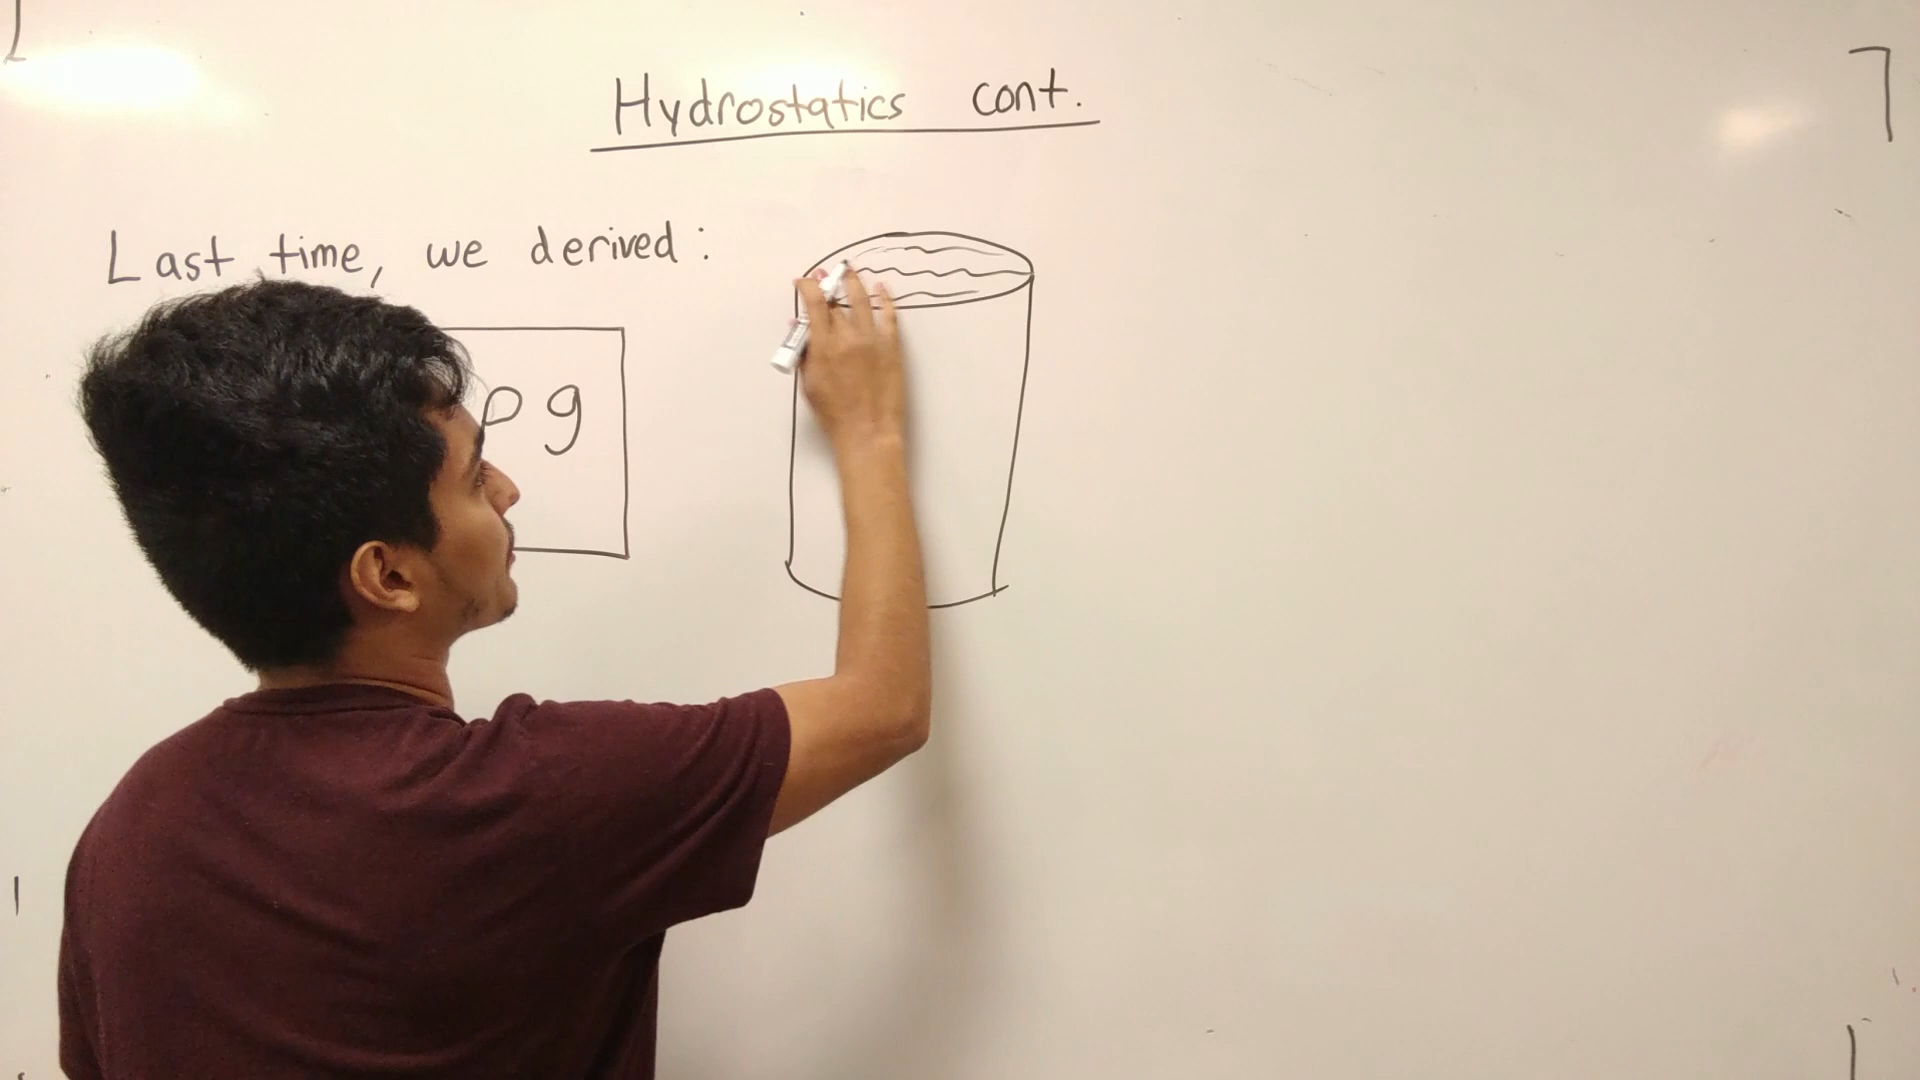 Hydrostatics cont.
Last time, we derived:
ρg